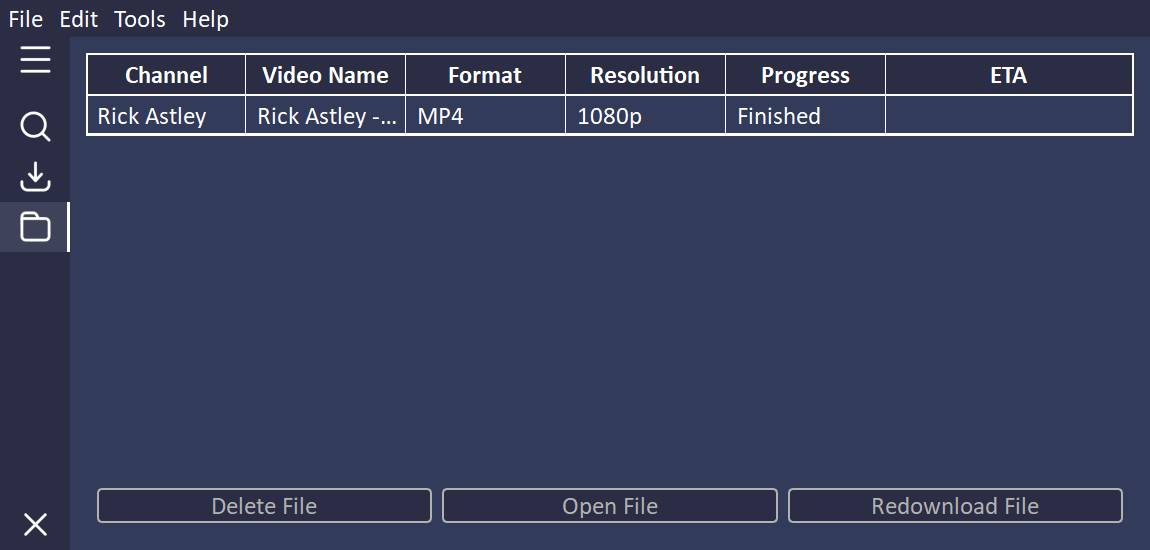 File Edit Tools Help
Channel Video Name Format Resolution Progress ETA
Rick Astley Rick Astley -... MP4 1080p Finished
Delete File Open File Redownload File